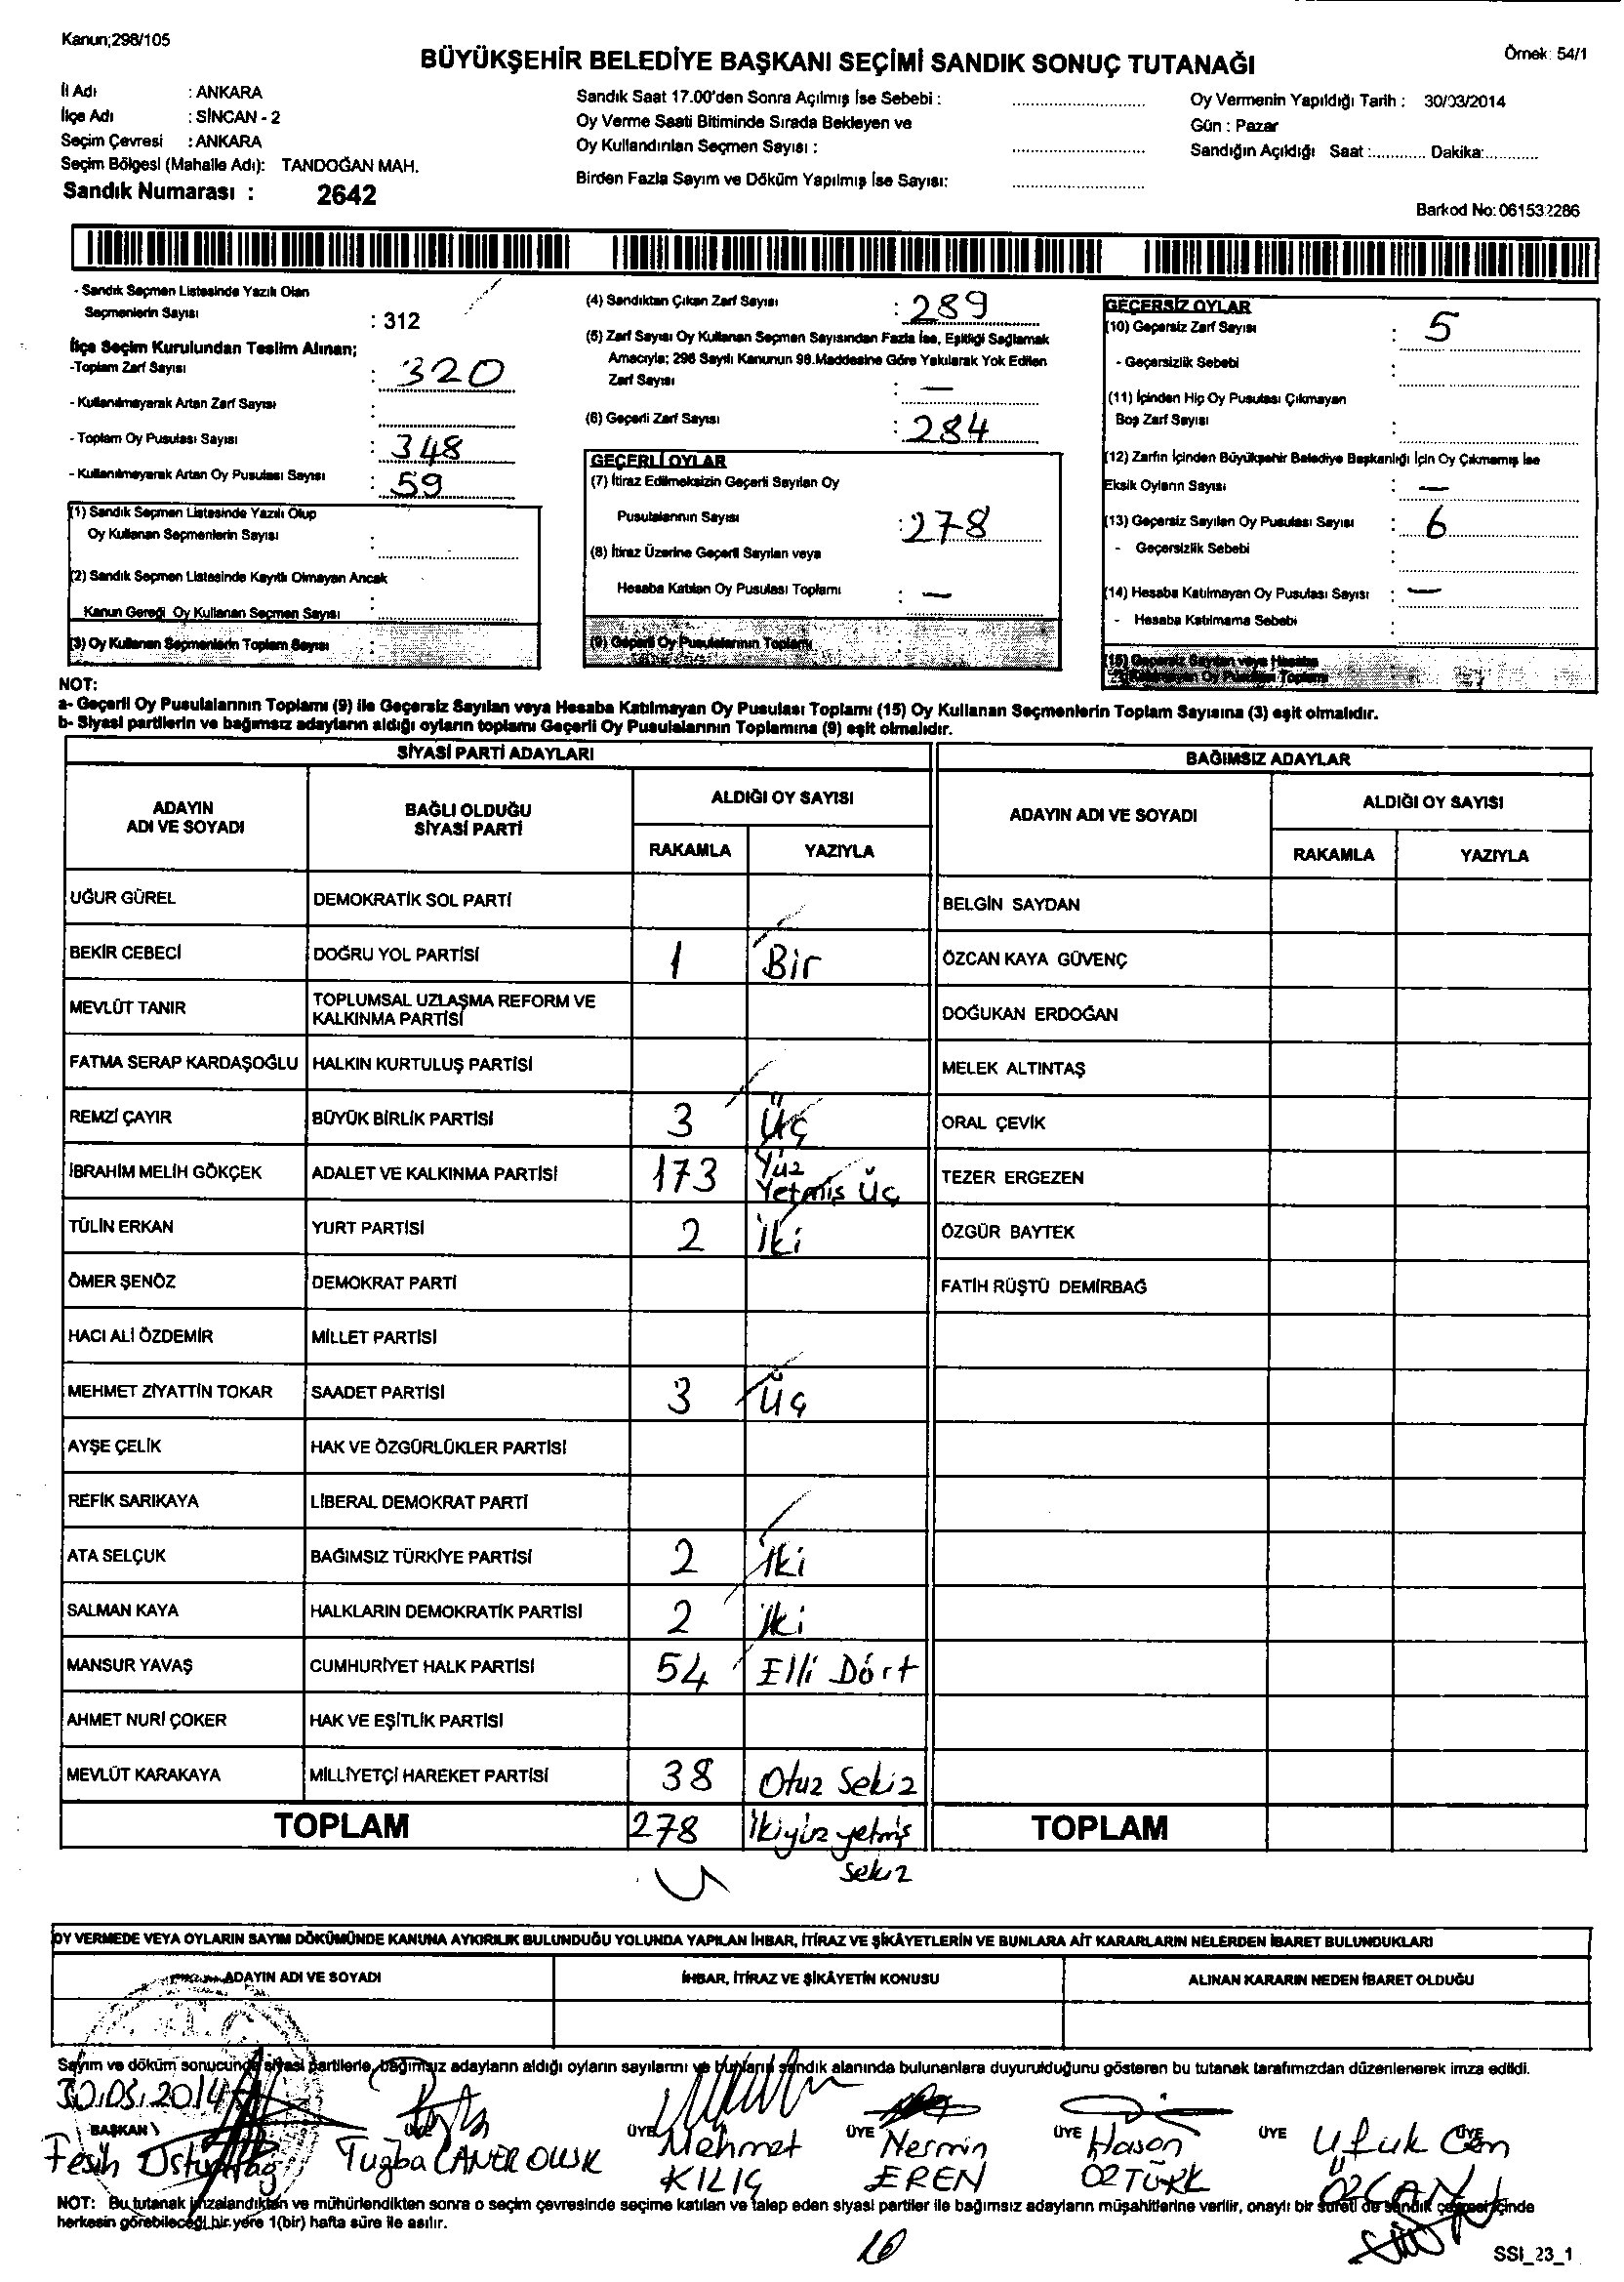 Kanun;298/105
BÜYÜKŞEHİR BELEDİYE BAŞKANI SEÇİMİ SANDIK SONUÇ TUTANAĞI
Örnek: 54/1
İl Adı : ANKARA
İlçe Adı : SİNCAN - 2
Seçim Çevresi : ANKARA
Seçim Bölgesi (Mahalle Adı): TANDOĞAN MAH.
Sandık Numarası : 2642
Sandık Saat 17.00'den Sonra Açılmış İse Sebebi :
Oy Verme Saati Bitiminde Sırada Bekleyen ve
Oy Kullandırılan Seçmen Sayısı :
Birden Fazla Sayım ve Döküm Yapılmış İse Sayısı:
Oy Vermenin Yapıldığı Tarih : 30/03/2014
Gün : Pazar
Sandığın Açıldığı Saat :........... Dakika:...........
Barkod No: 061532286
- Sandık Seçmen Listesinde Yazılı Olan
Seçmenlerin Sayısı : 312
İlçe Seçim Kurulundan Teslim Alınan;
-Toplam Zarf Sayısı : 320
- Kullanılmayarak Artan Zarf Sayısı :
- Toplam Oy Pusulası Sayısı : 348
- Kullanılmayarak Artan Oy Pusulası Sayısı : 59
(1) Sandık Seçmen Listesinde Yazılı Olup
Oy Kullanan Seçmenlerin Sayısı :
(2) Sandık Seçmen Listesinde Kayıtlı Olmayan Ancak
Kanun Gereği Oy Kullanan Seçmen Sayısı :
(3) Oy Kullanan Seçmenlerin Toplam Sayısı :
(4) Sandıktan Çıkan Zarf Sayısı : 289
(5) Zarf Sayısı Oy Kullanan Seçmen Sayısından Fazla İse, Eşitliği Sağlamak
Amacıyla; 298 Sayılı Kanunun 98.Maddesine Göre Yakılarak Yok Edilen
Zarf Sayısı : —
(6) Geçerli Zarf Sayısı : 284
GEÇERLİ OYLAR
(7) İtiraz Edilmeksizin Geçerli Sayılan Oy
Pusulalarının Sayısı : 278
(8) İtiraz Üzerine Geçerli Sayılan veya
Hesaba Katılan Oy Pusulası Toplamı : —
(9) Geçerli Oy Pusulalarının Toplamı :
GEÇERSİZ OYLAR
(10) Geçersiz Zarf Sayısı : 5
- Geçersizlik Sebebi :
(11) İçinden Hiç Oy Pusulası Çıkmayan
Boş Zarf Sayısı :
(12) Zarfın İçinden Büyükşehir Belediye Başkanlığı İçin Oy Çıkmamış İse
Eksik Oyların Sayısı : —
(13) Geçersiz Sayılan Oy Pusulası Sayısı : 6
- Geçersizlik Sebebi :
(14) Hesaba Katılmayan Oy Pusulası Sayısı : —
- Hesaba Katılmama Sebebi :
(15) Geçersiz Sayılan veya Hesaba
Katılmayan Oy Pusulası Toplamı
NOT:
a- Geçerli Oy Pusulalarının Toplamı (9) ile Geçersiz Sayılan veya Hesaba Katılmayan Oy Pusulası Toplamı (15) Oy Kullanan Seçmenlerin Toplam Sayısına (3) eşit olmalıdır.
b- Siyasi partilerin ve bağımsız adayların aldığı oyların toplamı Geçerli Oy Pusulalarının Toplamına (9) eşit olmalıdır.
SİYASİ PARTİ ADAYLARI
BAĞIMSIZ ADAYLAR
ADAYIN ADI VE SOYADI
BAĞLI OLDUĞU SİYASİ PARTİ
ALDIĞI OY SAYISI
RAKAMLA YAZIYLA
ADAYIN ADI VE SOYADI
ALDIĞI OY SAYISI
RAKAMLA YAZIYLA
UĞUR GÜREL DEMOKRATİK SOL PARTİ BELGİN SAYDAN
BEKİR CEBECİ DOĞRU YOL PARTİSİ 1 Bir ÖZCAN KAYA GÜVENÇ
MEVLÜT TANIR TOPLUMSAL UZLAŞMA REFORM VE KALKINMA PARTİSİ DOĞUKAN ERDOĞAN
FATMA SERAP KARDAŞOĞLU HALKIN KURTULUŞ PARTİSİ MELEK ALTINTAŞ
REMZİ ÇAYIR BÜYÜK BİRLİK PARTİSİ 3 Üç ORAL ÇEVİK
İBRAHİM MELİH GÖKÇEK ADALET VE KALKINMA PARTİSİ 173 Yüz Yetmiş Üç TEZER ERGEZEN
TÜLİN ERKAN YURT PARTİSİ 2 İki ÖZGÜR BAYTEK
ÖMER ŞENÖZ DEMOKRAT PARTİ FATİH RÜŞTÜ DEMİRBAĞ
HACI ALİ ÖZDEMİR MİLLET PARTİSİ
MEHMET ZİYATTİN TOKAR SAADET PARTİSİ 3 Üç
AYŞE ÇELİK HAK VE ÖZGÜRLÜKLER PARTİSİ
REFİK SARIKAYA LİBERAL DEMOKRAT PARTİ
ATA SELÇUK BAĞIMSIZ TÜRKİYE PARTİSİ 2 İki
SALMAN KAYA HALKLARIN DEMOKRATİK PARTİSİ 2 İki
MANSUR YAVAŞ CUMHURİYET HALK PARTİSİ 54 Elli Dört
AHMET NURİ ÇOKER HAK VE EŞİTLİK PARTİSİ
MEVLÜT KARAKAYA MİLLİYETÇİ HAREKET PARTİSİ 38 Otuz Sekiz
TOPLAM 278 İkiyüz yetmiş sekiz TOPLAM
OY VERMEDE VEYA OYLARIN SAYIM DÖKÜMÜNDE KANUNA AYKIRILIK BULUNDUĞU YOLUNDA YAPILAN İHBAR, İTİRAZ VE ŞİKÂYETLERİN VE BUNLARA AİT KARARLARIN NELERDEN İBARET BULUNDUKLARI
ADAYIN ADI VE SOYADI
İHBAR, İTİRAZ VE ŞİKÂYETİN KONUSU
ALINAN KARARIN NEDEN İBARET OLDUĞU
Sayım ve döküm sonucunda siyasi partilerle, bağımsız adayların aldığı oyların sayılarını ve bunların sandık alanında bulunanlara duyurulduğunu gösteren bu tutanak tarafımızdan düzenlenerek imza edildi.
30.03.2014
BAŞKAN ÜYE ÜYE ÜYE ÜYE ÜYE
Fesih Tuğba Mehmet KILIÇ Nermin EREN Hasan ÖZTÜRK Ufuk Can ÖZCAN
NOT: Bu tutanak imzalandıktan ve mühürlendikten sonra o seçim çevresinde seçime katılan ve talep eden siyasi partiler ile bağımsız adayların müşahitlerine verilir, onaylı bir sureti de sandık çevresi içinde
herkesin görebileceği bir yere 1(bir) hafta süre ile asılır.
SSI_23_1